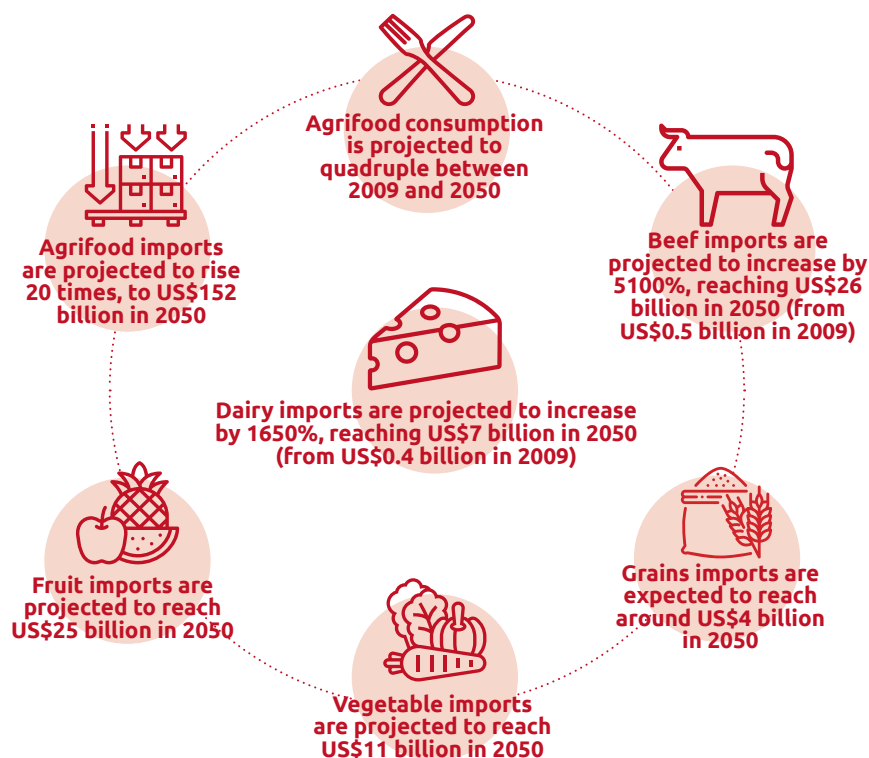 Agrifood consumption
is projected to
quadruple between
2009 and 2050
Agrifood imports
are projected to rise
20 times, to US$152
billion in 2050
Beef imports are
projected to increase by
5100%, reaching US$26
billion in 2050 (from
US$0.5 billion in 2009)
Dairy imports are projected to increase
by 1650%, reaching US$7 billion in 2050
(from US$0.4 billion in 2009)
Fruit imports are
projected to reach
US$25 billion in 2050
Grains imports are
expected to reach
around US$4 billion
in 2050
Vegetable imports
are projected to reach
US$11 billion in 2050